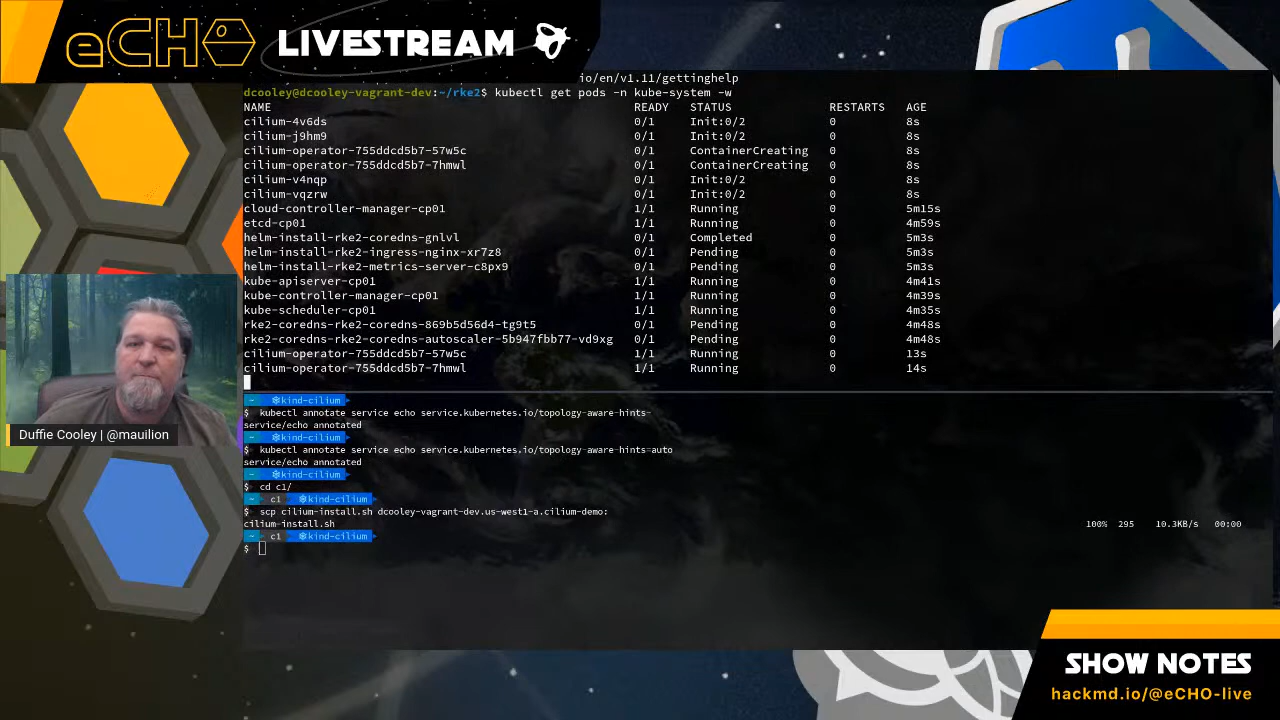 eCHO LIVESTREAM
io/en/v1.11/gettinghelp
dcooley@dcooley-vagrant-dev:~/rke2$ kubectl get pods -n kube-system -w
NAME READY STATUS RESTARTS AGE
cilium-4v6ds 0/1 Init:0/2 0 8s
cilium-j9hm9 0/1 Init:0/2 0 8s
cilium-operator-755ddcd5b7-57w5c 0/1 ContainerCreating 0 8s
cilium-operator-755ddcd5b7-7hmwl 0/1 ContainerCreating 0 8s
cilium-v4nqp 0/1 Init:0/2 0 8s
cilium-vqzrw 0/1 Init:0/2 0 8s
cloud-controller-manager-cp01 1/1 Running 0 5m15s
etcd-cp01 1/1 Running 0 4m59s
helm-install-rke2-coredns-gnlvl 0/1 Completed 0 5m3s
helm-install-rke2-ingress-nginx-xr7z8 0/1 Pending 0 5m3s
helm-install-rke2-metrics-server-c8px9 0/1 Pending 0 5m3s
kube-apiserver-cp01 1/1 Running 0 4m41s
kube-controller-manager-cp01 1/1 Running 0 4m39s
kube-scheduler-cp01 1/1 Running 0 4m35s
rke2-coredns-rke2-coredns-869b5d56d4-tg9t5 0/1 Pending 0 4m48s
rke2-coredns-rke2-coredns-autoscaler-5b947fbb77-vd9xg 0/1 Pending 0 4m48s
cilium-operator-755ddcd5b7-57w5c 1/1 Running 0 13s
cilium-operator-755ddcd5b7-7hmwl 1/1 Running 0 14s
~ ⎈kind-cilium
$ kubectl annotate service echo service.kubernetes.io/topology-aware-hints-
service/echo annotated
~ ⎈kind-cilium
$ kubectl annotate service echo service.kubernetes.io/topology-aware-hints=auto
service/echo annotated
~ ⎈kind-cilium
$ cd c1/
~ c1 ⎈kind-cilium
$ scp cilium-install.sh dcooley-vagrant-dev.us-west1-a.cilium-demo:
cilium-install.sh 100% 295 10.3KB/s 00:00
~ c1 ⎈kind-cilium
$
Duffie Cooley | @mauilion
SHOW NOTES
hackmd.io/@eCHO-live